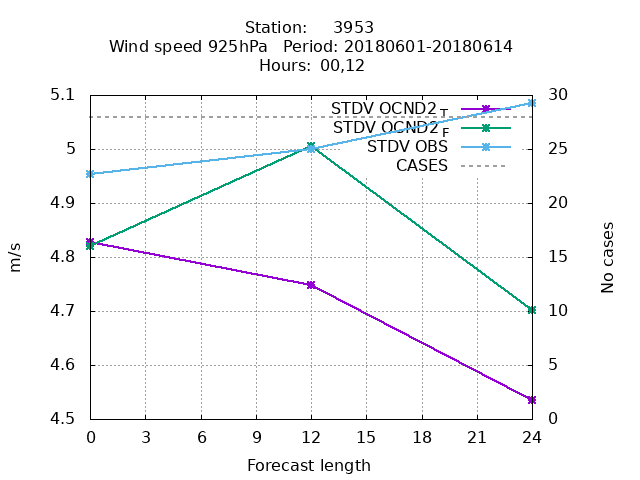 Station: 3953
Wind speed 925hPa Period: 20180601-20180614
Hours: 00,12
STDV OCND2 T
STDV OCND2 F
STDV OBS
CASES
5.1
5
4.9
4.8
4.7
4.6
4.5
m/s
30
25
20
15
10
5
0
No cases
0 3 6 9 12 15 18 21 24
Forecast length